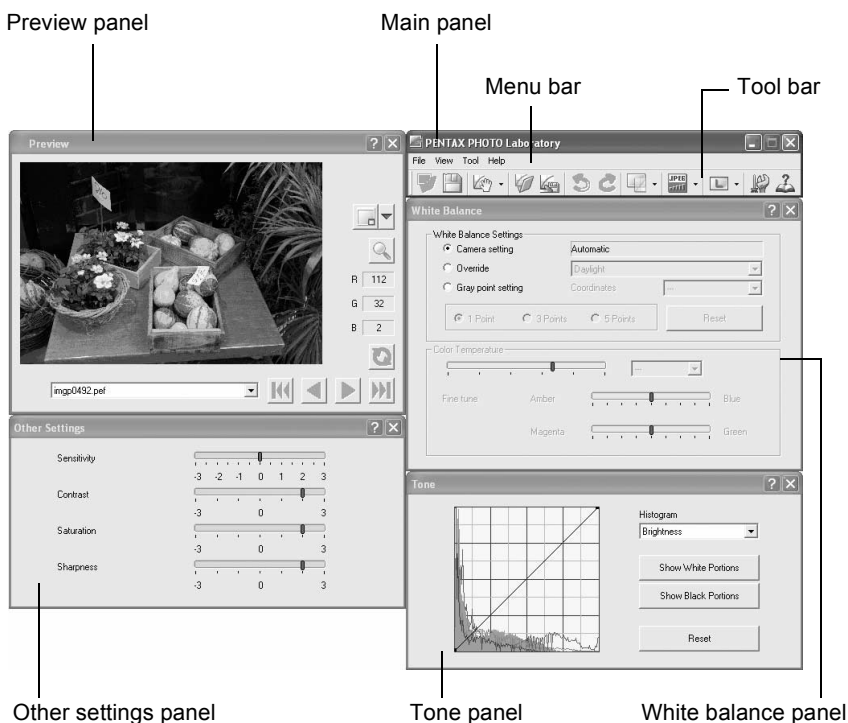 Preview panel
Main panel
Menu bar
Tool bar
Preview
R 112
G 32
B 2
imgp0492.pef
PENTAX PHOTO Laboratory
File View Tool Help
JPEG
L
White Balance
White Balance Settings
Camera setting Automatic
Override Daylight
Gray point setting Coordinates ---
1 Point 3 Points 5 Points Reset
Color Temperature
---
Fine tune Amber Blue
Magenta Green
Other Settings
Sensitivity
-3 -2 -1 0 1 2 3
Contrast
-3 0 3
Saturation
-3 0 3
Sharpness
-3 0 3
Tone
Histogram
Brightness
Show White Portions
Show Black Portions
Reset
Other settings panel
Tone panel
White balance panel